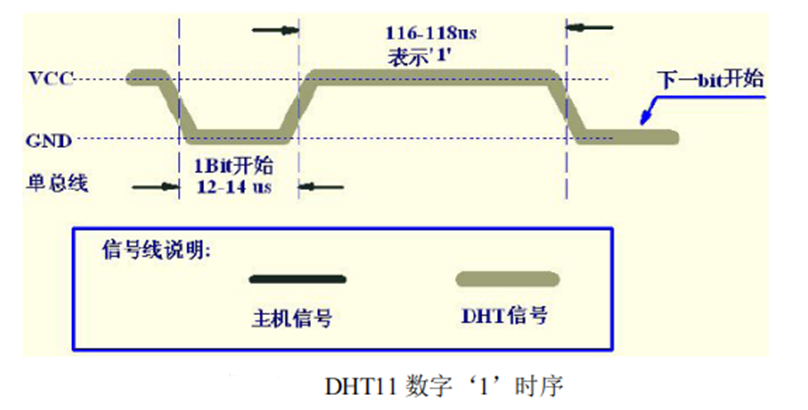 116-118us
表示'1'
VCC
下一bit开始
GND
1Bit开始
单总线
12-14 us
信号线说明:
主机信号
DHT信号
DHT11 数字‘1’时序